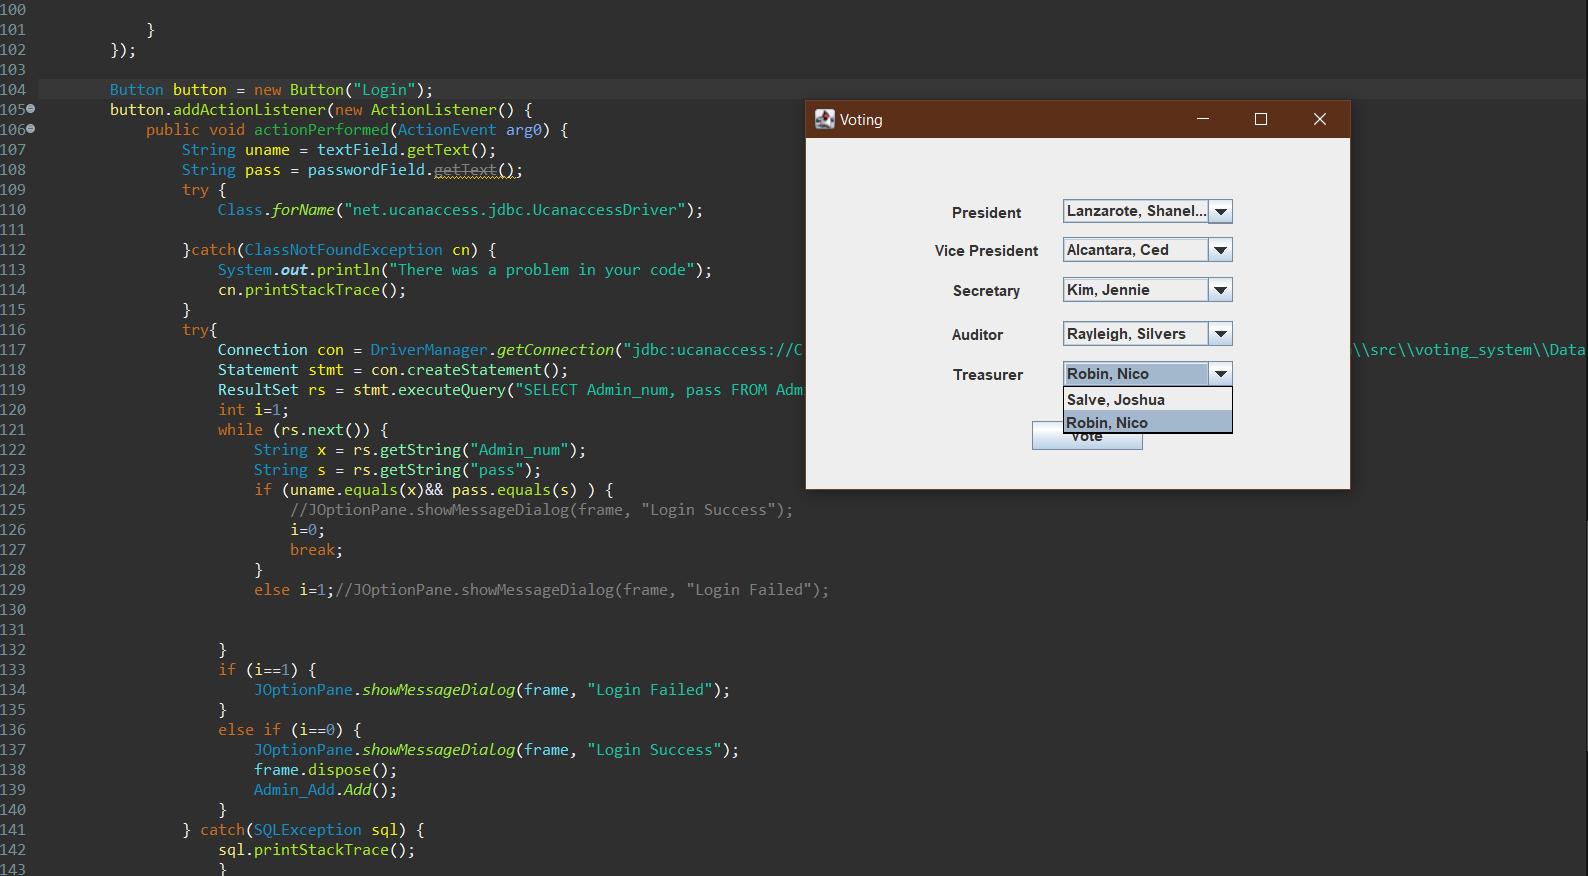 100
101 }
102 });
103
104 Button button = new Button("Login");
105 button.addActionListener(new ActionListener() {
106 public void actionPerformed(ActionEvent arg0) {
107 String uname = textField.getText();
108 String pass = passwordField.getText();
109 try {
110 Class.forName("net.ucanaccess.jdbc.UcanaccessDriver");
111
112 }catch(ClassNotFoundException cn) {
113 System.out.println("There was a problem in your code");
114 cn.printStackTrace();
115 }
116 try{
117 Connection con = DriverManager.getConnection("jdbc:ucanaccess://C \\src\\voting_system\\Data
118 Statement stmt = con.createStatement();
119 ResultSet rs = stmt.executeQuery("SELECT Admin_num, pass FROM Adm
120 int i=1;
121 while (rs.next()) {
122 String x = rs.getString("Admin_num");
123 String s = rs.getString("pass");
124 if (uname.equals(x)&& pass.equals(s) ) {
125 //JOptionPane.showMessageDialog(frame, "Login Success");
126 i=0;
127 break;
128 }
129 else i=1;//JOptionPane.showMessageDialog(frame, "Login Failed");
130
131
132 }
133 if (i==1) {
134 JOptionPane.showMessageDialog(frame, "Login Failed");
135 }
136 else if (i==0) {
137 JOptionPane.showMessageDialog(frame, "Login Success");
138 frame.dispose();
139 Admin_Add.Add();
140 }
141 } catch(SQLException sql) {
142 sql.printStackTrace();
143 }
Voting
President Lanzarote, Shanel...
Vice President Alcantara, Ced
Secretary Kim, Jennie
Auditor Rayleigh, Silvers
Treasurer Robin, Nico
Salve, Joshua
Robin, Nico
Vote